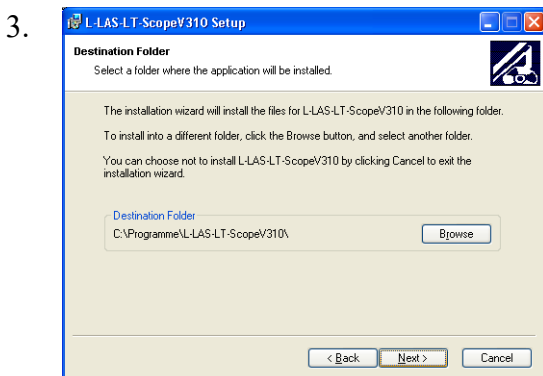 3.
L-LAS-LT-ScopeV310 Setup
Destination Folder
Select a folder where the application will be installed.
The installation wizard will install the files for L-LAS-LT-ScopeV310 in the following folder.
To install into a different folder, click the Browse button, and select another folder.
You can choose not to install L-LAS-LT-ScopeV310 by clicking Cancel to exit the
installation wizard.
Destination Folder
C:\Programme\L-LAS-LT-ScopeV310\ Browse
< Back Next > Cancel